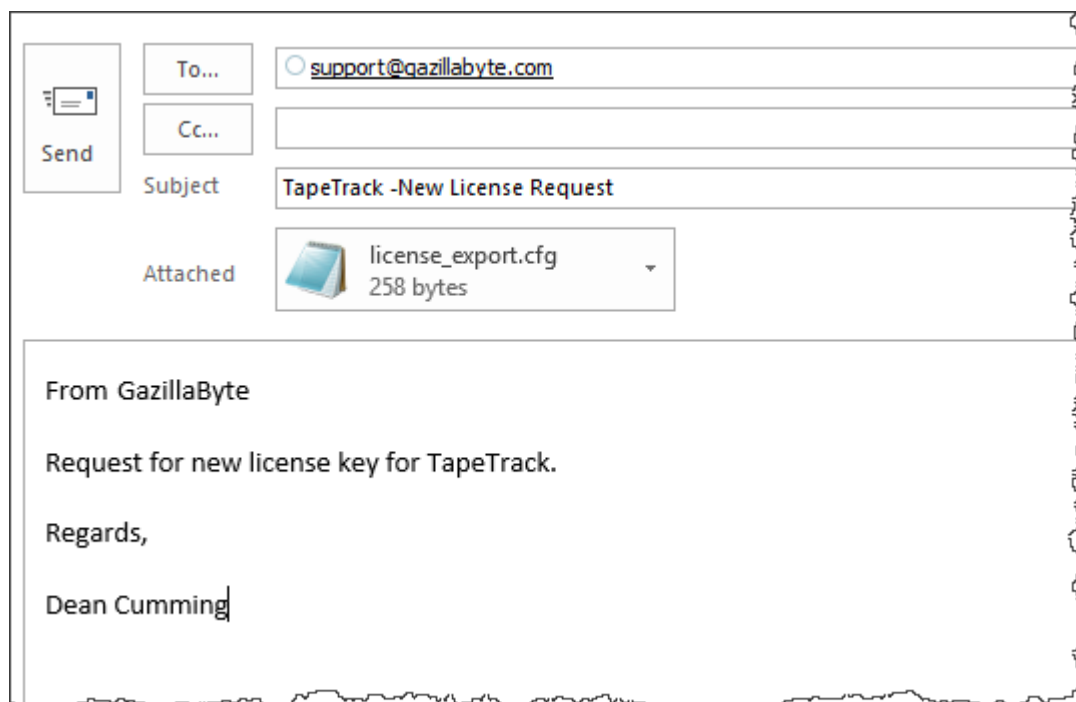 To...
support@gazillabyte.com
Cc...
Send
Subject
TapeTrack -New License Request
Attached
license_export.cfg
258 bytes
From GazillaByte
Request for new license key for TapeTrack.
Regards,
Dean Cumming